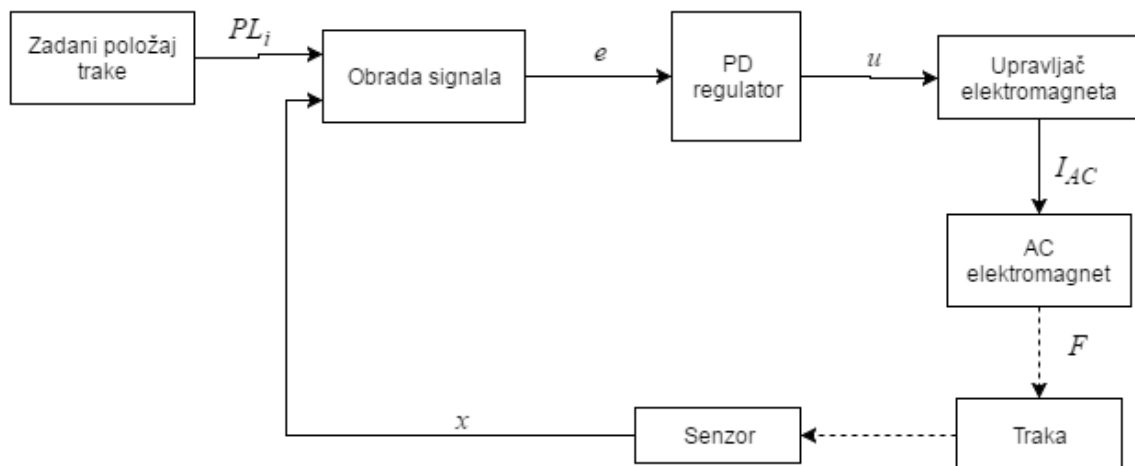 Zadani položaj
trake
PL_i
Obrada signala
e
PD
regulator
u
Upravljač
elektromagneta
I_AC
AC
elektromagnet
F
Traka
Senzor
x